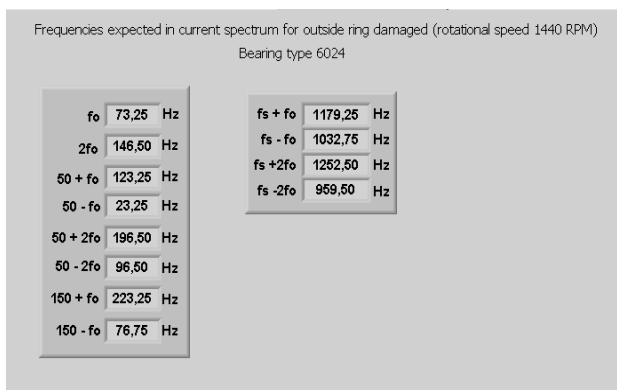 Frequencies expected in current spectrum for outside ring damaged (rotational speed 1440 RPM)
Bearing type 6024
fo 73,25 Hz
2fo 146,50 Hz
50 + fo 123,25 Hz
50 - fo 23,25 Hz
50 + 2fo 196,50 Hz
50 - 2fo 96,50 Hz
150 + fo 223,25 Hz
150 - fo 76,75 Hz
fs + fo 1179,25 Hz
fs - fo 1032,75 Hz
fs +2fo 1252,50 Hz
fs -2fo 959,50 Hz